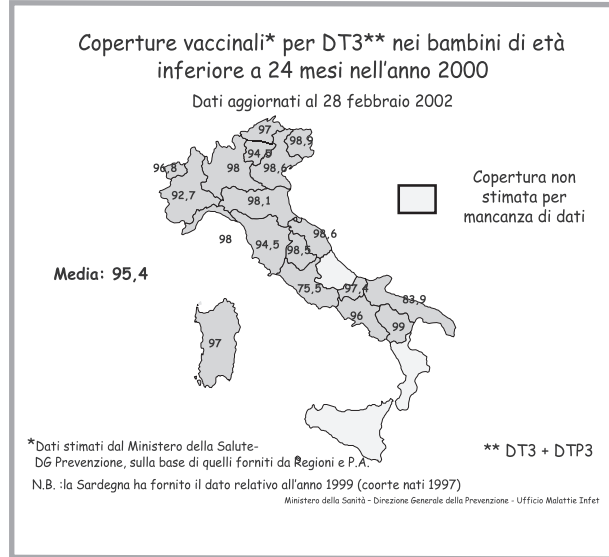 Coperture vaccinali* per DT3** nei bambini di età
inferiore a 24 mesi nell'anno 2000
Dati aggiornati al 28 febbraio 2002
97
98,9
94,5
96,8
98
98,6
92,7
98,1
Copertura non
stimata per
mancanza di dati
98
94,5
98,6
98,5
Media: 95,4
75,5
97,4
83,9
96
99
97
*Dati stimati dal Ministero della Salute-
DG Prevenzione, sulla base di quelli forniti da Regioni e P.A.
** DT3 + DTP3
N.B. :la Sardegna ha fornito il dato relativo all'anno 1999 (coorte nati 1997)
Ministero della Sanità - Direzione Generale della Prevenzione - Ufficio Malattie Infet